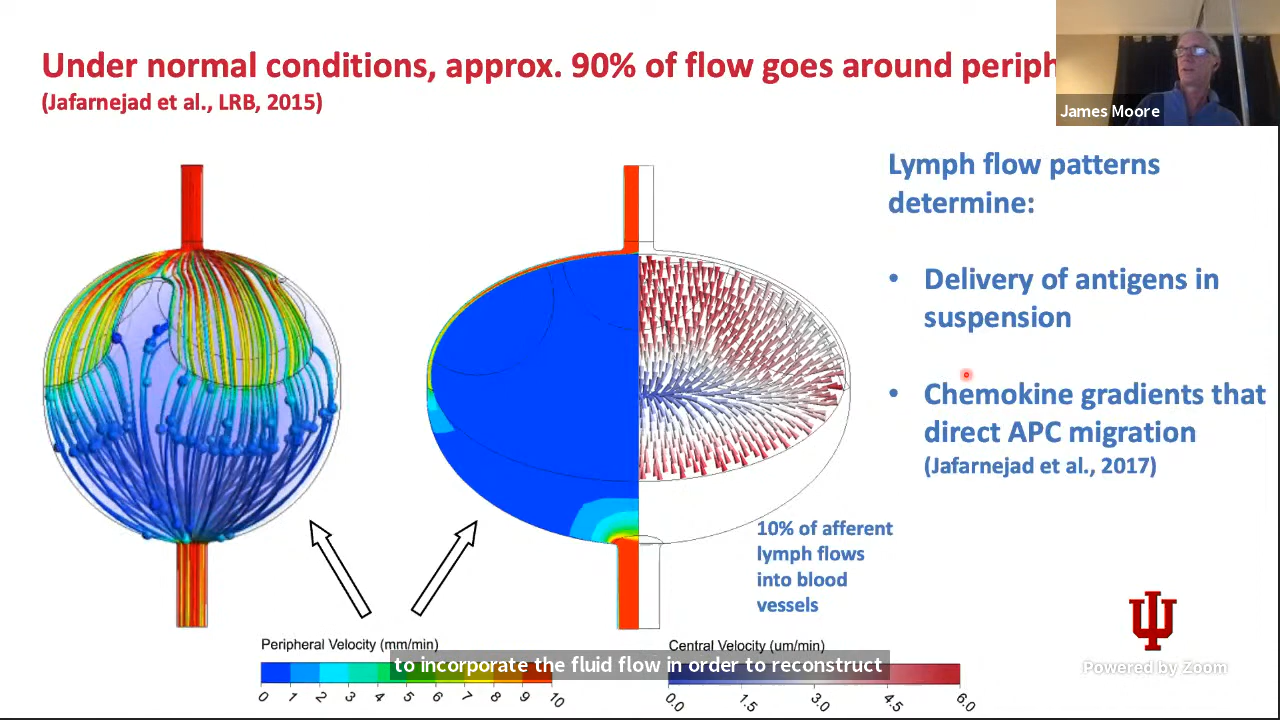 Under normal conditions, approx. 90% of flow goes around periph
(Jafarnejad et al., LRB, 2015)
James Moore
Lymph flow patterns
determine:
• Delivery of antigens in
suspension
• Chemokine gradients that
direct APC migration
(Jafarnejad et al., 2017)
10% of afferent
lymph flows
into blood
vessels
Peripheral Velocity (mm/min)
0 1 2 3 4 5 6 7 8 9 10
Central Velocity (um/min)
0.0 1.5 3.0 4.5 6.0
to incorporate the fluid flow in order to reconstruct
Powered by Zoom